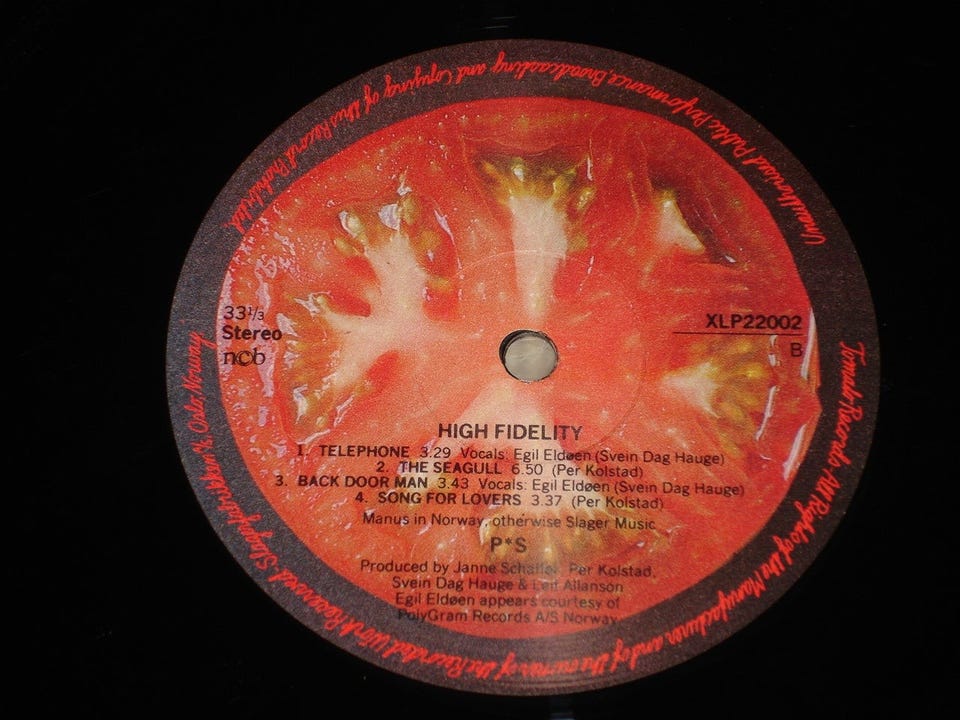 Unauthorised Public Performance Broadcasting and Copying of this Record Prohibited
33 1/3
Stereo
ncb
XLP22002
B
HIGH FIDELITY
1. TELEPHONE 3.29 Vocals: Egil Eldøen (Svein Dag Hauge)
2. THE SEAGULL 6.50 (Per Kolstad)
3. BACK DOOR MAN 3.43 Vocals: Egil Eldøen (Svein Dag Hauge)
4. SONG FOR LOVERS 3.37 (Per Kolstad)
Manus in Norway, otherwise Slager Music
P*S
Produced by Janne Schaffer, Per Kolstad,
Svein Dag Hauge & Leif Allanson
Egil Eldøen appears courtesy of
PolyGram Records A/S Norway
Tomato Records All Rights of the Manufacturer and of the owner of the Recorded Work Reserved